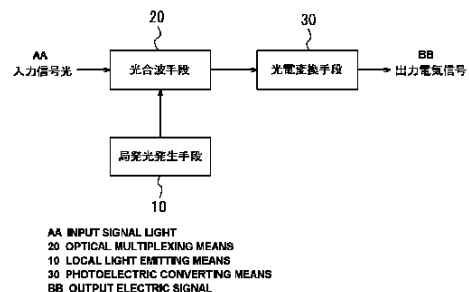 20
30
AA
入力信号光
光合波手段
光電変換手段
BB
出力電気信号
局発光発生手段
10
AA INPUT SIGNAL LIGHT
20 OPTICAL MULTIPLEXING MEANS
10 LOCAL LIGHT EMITTING MEANS
30 PHOTOELECTRIC CONVERTING MEANS
BB OUTPUT ELECTRIC SIGNAL